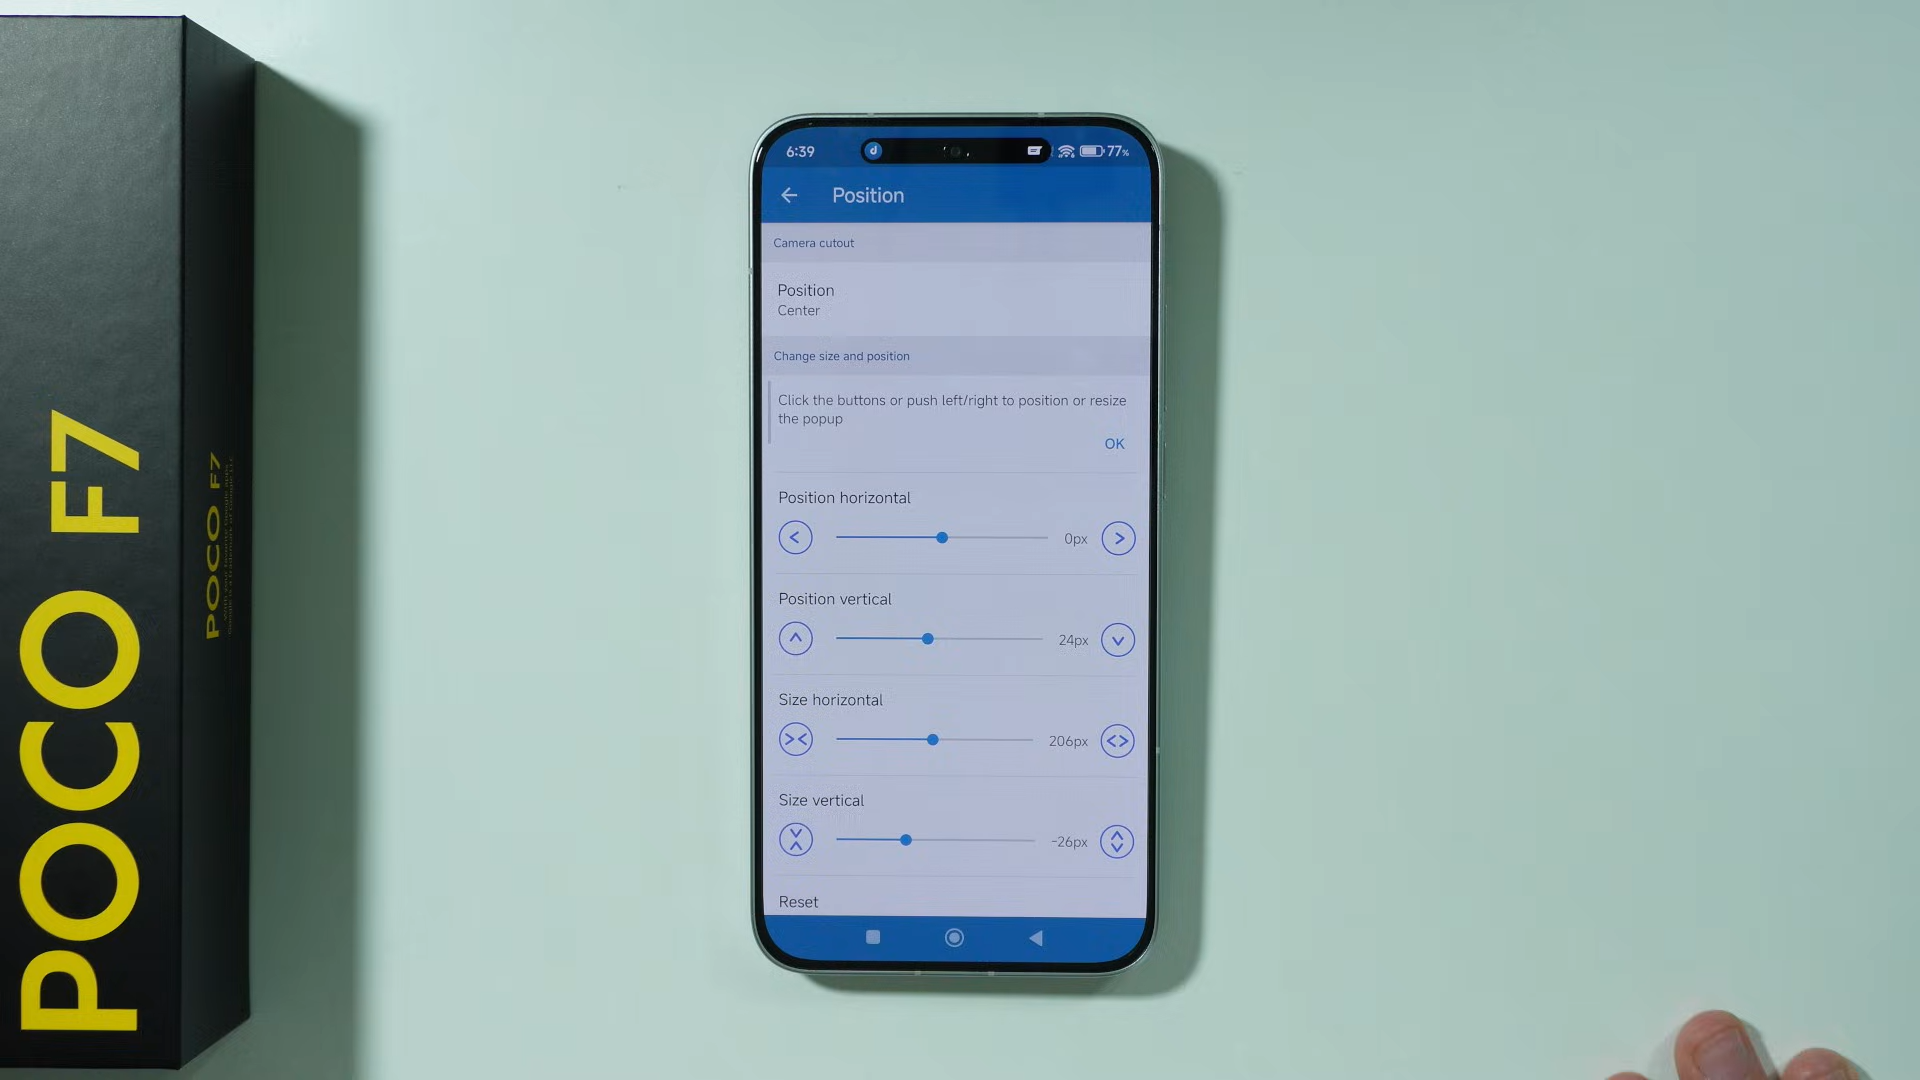 POCO F7
POCO F7
6:39
77%
Position
Camera cutout
Position
Center
Change size and position
Click the buttons or push left/right to position or resize
the popup
OK
Position horizontal
0px
Position vertical
24px
Size horizontal
206px
Size vertical
-26px
Reset